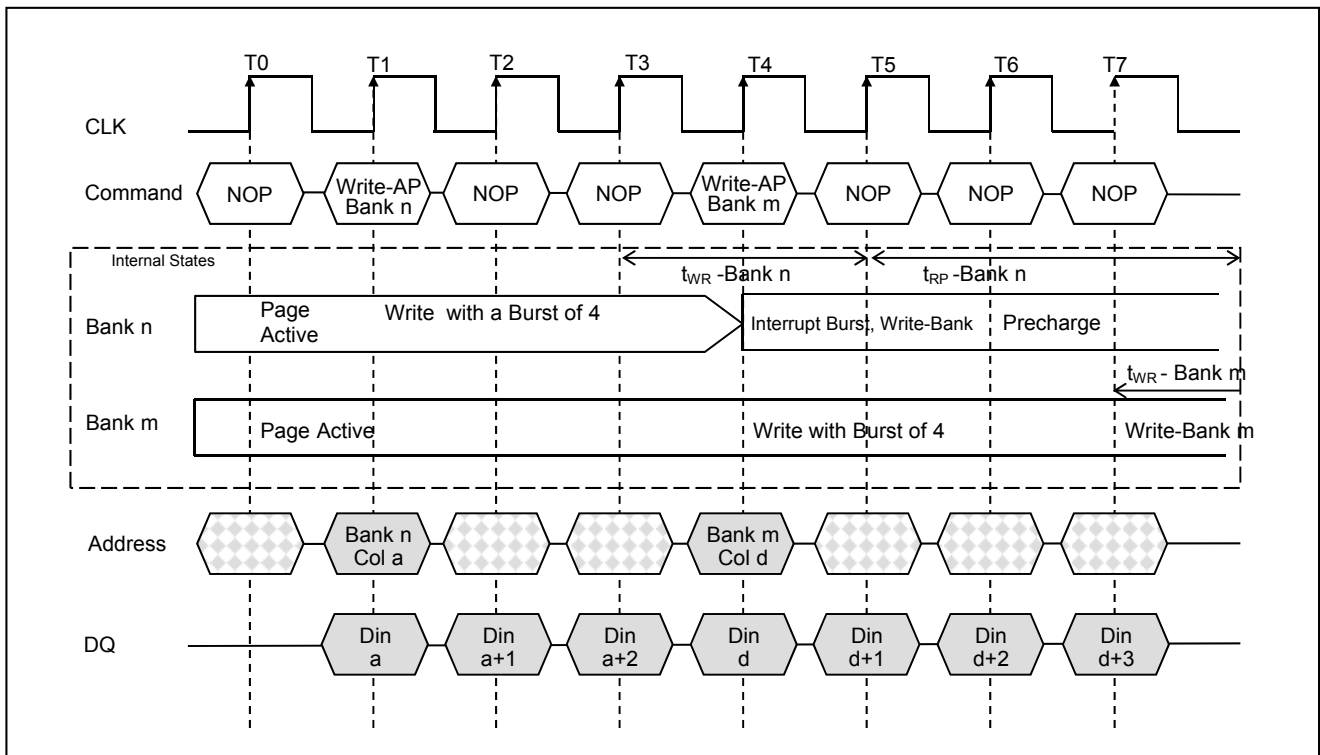 T0 T1 T2 T3 T4 T5 T6 T7
CLK
Command NOP Write-AP Bank n NOP NOP Write-AP Bank m NOP NOP NOP
Internal States
tWR -Bank n tRP -Bank n
Bank n Page Active Write with a Burst of 4 Interrupt Burst, Write-Bank Precharge
tWR - Bank m
Bank m Page Active Write with Burst of 4 Write-Bank m
Address Bank n Col a Bank m Col d
DQ Din a Din a+1 Din a+2 Din d Din d+1 Din d+2 Din d+3